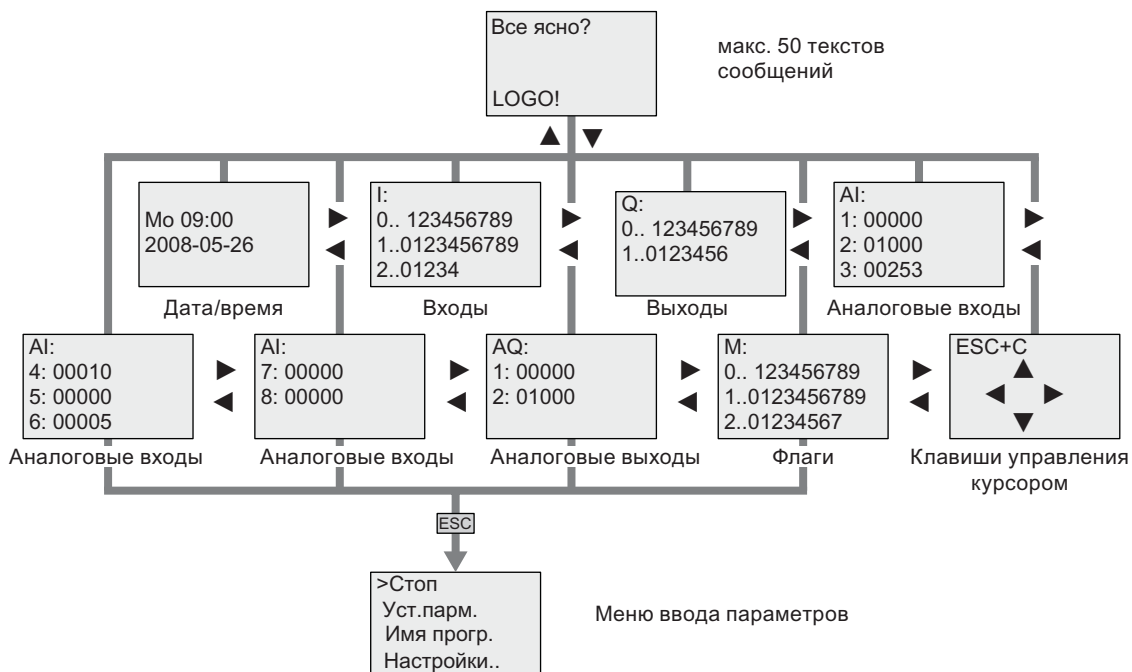 Все ясно?
LOGO!
макс. 50 текстов
сообщений
Мо 09:00
2008-05-26
Дата/время
I:
0.. 123456789
1..0123456789
2..01234
Входы
Q:
0.. 123456789
1..0123456
Выходы
AI:
1: 00000
2: 01000
3: 00253
Аналоговые входы
AI:
4: 00010
5: 00000
6: 00005
Аналоговые входы
AI:
7: 00000
8: 00000
Аналоговые входы
AQ:
1: 00000
2: 01000
Аналоговые выходы
M:
0.. 123456789
1..0123456789
2..01234567
Флаги
ESC+C
Клавиши управления
курсором
ESC
>Стоп
Уст.парм.
Имя прогр.
Настройки..
Меню ввода параметров